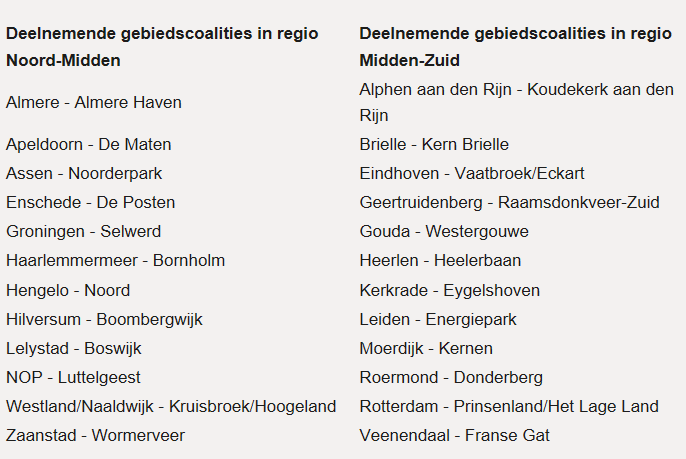 Deelnemende gebiedscoalities in regio
Noord-Midden
Deelnemende gebiedscoalities in regio
Midden-Zuid
Almere - Almere Haven
Alphen aan den Rijn - Koudekerk aan den
Rijn
Apeldoorn - De Maten
Brielle - Kern Brielle
Assen - Noorderpark
Eindhoven - Vaatbroek/Eckart
Enschede - De Posten
Geertruidenberg - Raamsdonkveer-Zuid
Groningen - Selwerd
Gouda - Westergouwe
Haarlemmermeer - Bornholm
Heerlen - Heelerbaan
Hengelo - Noord
Kerkrade - Eygelshoven
Hilversum - Boombergwijk
Leiden - Energiepark
Lelystad - Boswijk
Moerdijk - Kernen
NOP - Luttelgeest
Roermond - Donderberg
Westland/Naaldwijk - Kruisbroek/Hoogeland
Rotterdam - Prinsenland/Het Lage Land
Zaanstad - Wormerveer
Veenendaal - Franse Gat